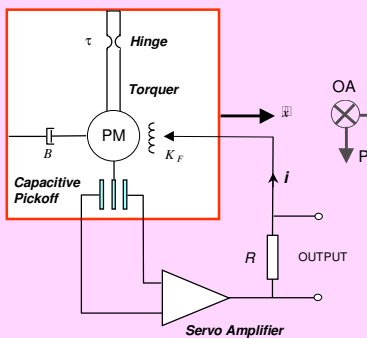 τ Hinge
OA
Torquer
PM
P
B
K_F
i
Capacitive
Pickoff
R OUTPUT
Servo Amplifier